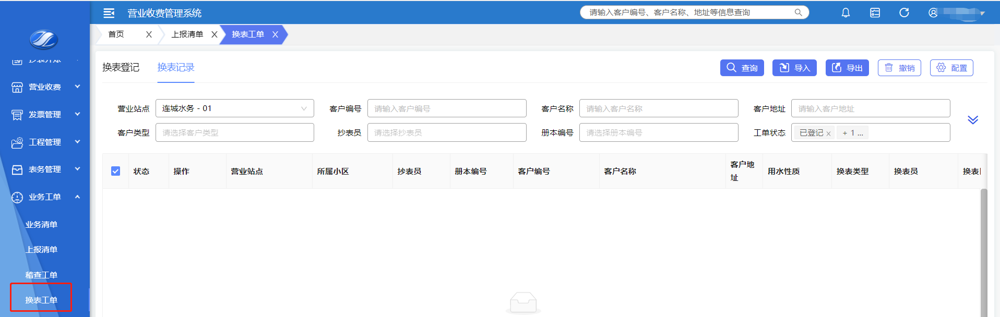 营业收费管理系统
请输入客户编号、客户名称、地址等信息查询
首页 X 上报清单 X 换表工单 X
抄表开账
营业收费
发票管理
工程管理
表务管理
业务工单
业务清单
上报清单
稽查工单
换表工单
换表登记 换表记录
查询 导入 导出 撤销 配置
营业站点 连城水务 - 01 客户编号 请输入客户编号 客户名称 请输入客户名称 客户地址 请输入客户地址
客户类型 请选择客户类型 抄表员 请选择抄表员 册本编号 请选择册本编号 工单状态 已登记 x + 1 ...
状态 操作 营业站点 所属小区 抄表员 册本编号 客户编号 客户名称 客户地址 用水性质 换表类型 换表员 换表